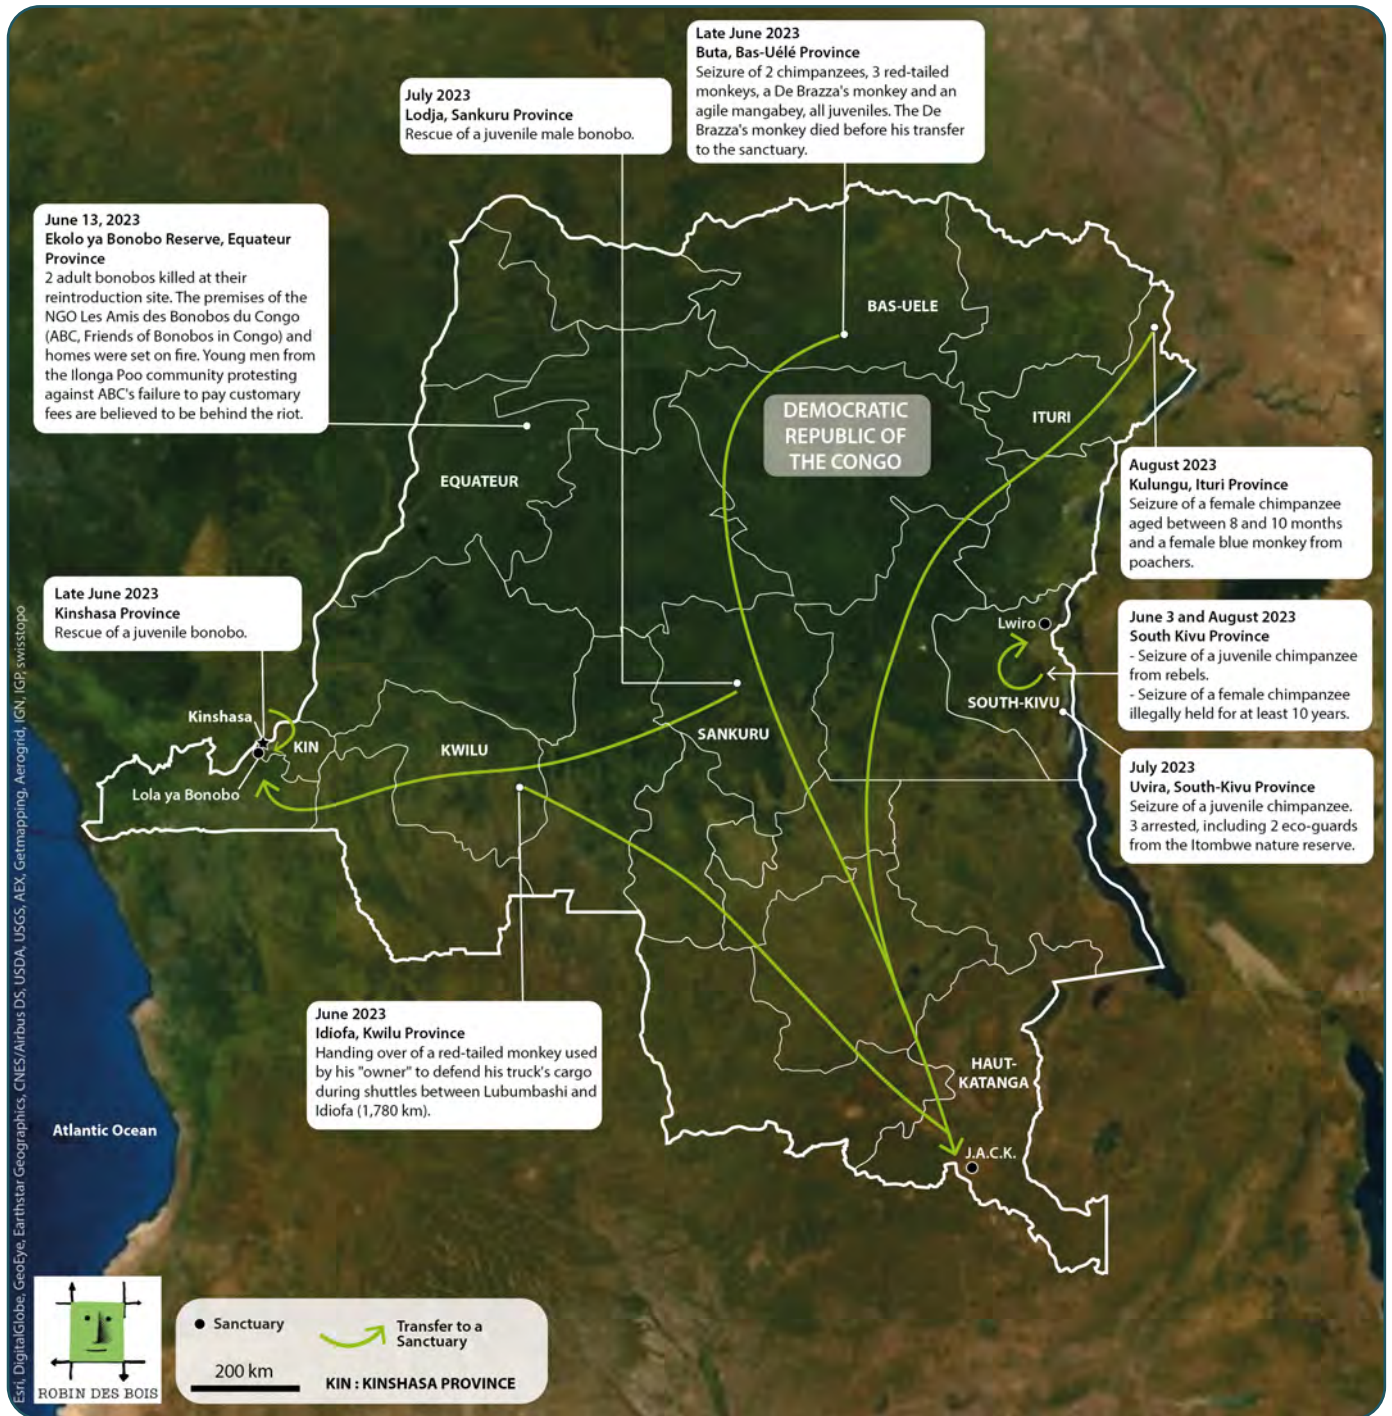 Late June 2023
Buta, Bas-Uélé Province
Seizure of 2 chimpanzees, 3 red-tailed
monkeys, a De Brazza's monkey and an
agile mangabey, all juveniles. The De
Brazza's monkey died before his transfer
to the sanctuary.
July 2023
Lodja, Sankuru Province
Rescue of a juvenile male bonobo.
June 13, 2023
Ekolo ya Bonobo Reserve, Equateur
Province
2 adult bonobos killed at their
reintroduction site. The premises of the
NGO Les Amis des Bonobos du Congo
(ABC, Friends of Bonobos in Congo) and
homes were set on fire. Young men from
the Ilonga Poo community protesting
against ABC's failure to pay customary
fees are believed to be behind the riot.
BAS-UELE
DEMOCRATIC
REPUBLIC OF
THE CONGO
ITURI
EQUATEUR
August 2023
Kulungu, Ituri Province
Seizure of a female chimpanzee
aged between 8 and 10 months
and a female blue monkey from
poachers.
Late June 2023
Kinshasa Province
Rescue of a juvenile bonobo.
Lwiro
June 3 and August 2023
South Kivu Province
- Seizure of a juvenile chimpanzee
from rebels.
- Seizure of a female chimpanzee
illegally held for at least 10 years.
SOUTH-KIVU
Kinshasa
KIN
KWILU
SANKURU
Lola ya Bonobo
July 2023
Uvira, South-Kivu Province
Seizure of a juvenile chimpanzee.
3 arrested, including 2 eco-guards
from the Itombwe nature reserve.
June 2023
Idiofa, Kwilu Province
Handing over of a red-tailed monkey used
by his "owner" to defend his truck's cargo
during shuttles between Lubumbashi and
Idiofa (1,780 km).
HAUT-
KATANGA
J.A.C.K.
Atlantic Ocean
Esri, DigitalGlobe, GeoEye, Earthstar Geographics, CNES/Airbus DS, USDA, USGS, AEX, Getmapping, Aerogrid, IGN, IGP, swisstopo
ROBIN DES BOIS
Sanctuary
Transfer to a
Sanctuary
200 km
KIN : KINSHASA PROVINCE